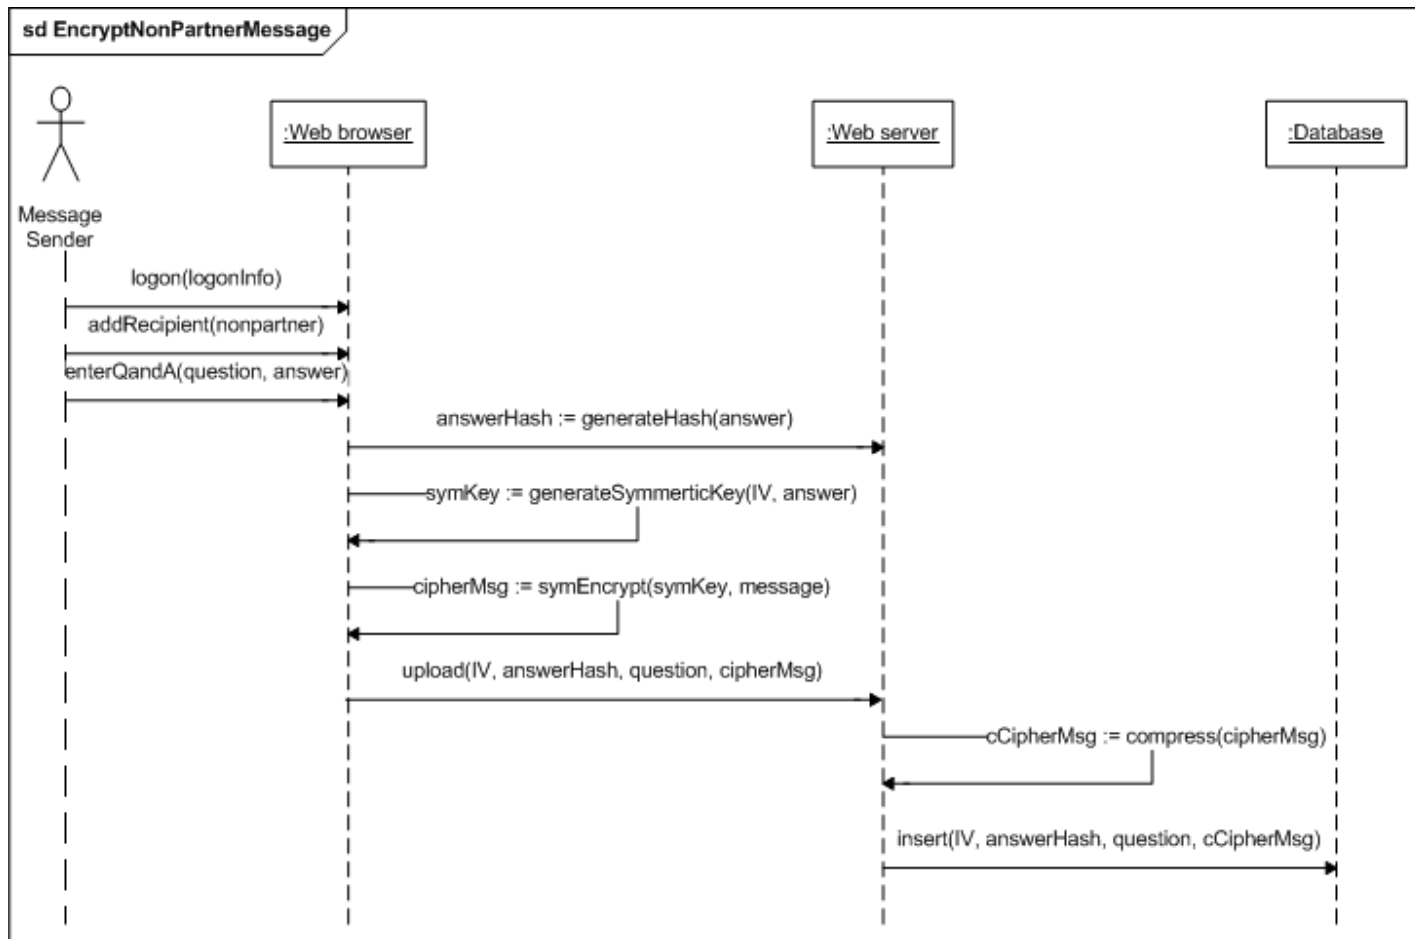 sd EncryptNonPartnerMessage
:Web browser
:Web server
:Database
Message
Sender
logon(logonInfo)
addRecipient(nonpartner)
enterQandA(question, answer)
answerHash := generateHash(answer)
symKey := generateSymmerticKey(IV, answer)
cipherMsg := symEncrypt(symKey, message)
upload(IV, answerHash, question, cipherMsg)
cCipherMsg := compress(cipherMsg)
insert(IV, answerHash, question, cCipherMsg)